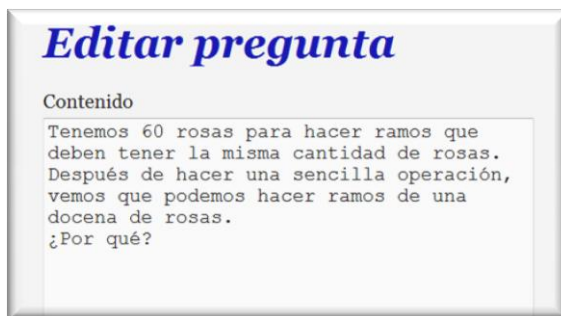 Editar pregunta
Contenido
Tenemos 60 rosas para hacer ramos que
deben tener la misma cantidad de rosas.
Después de hacer una sencilla operación,
vemos que podemos hacer ramos de una
docena de rosas.
¿Por qué?